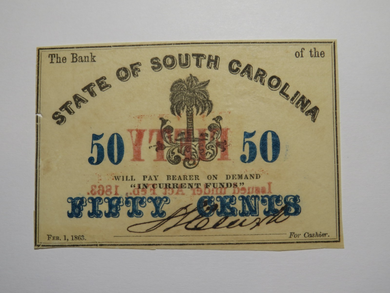 The Bank of the
STATE OF SOUTH CAROLINA
50 FIFTY 50
WILL PAY BEARER ON DEMAND
"IN CURRENT FUNDS"
Issued under Act Feb., 1863.
FIFTY CENTS
FEB. 1, 1863. For Cashier.